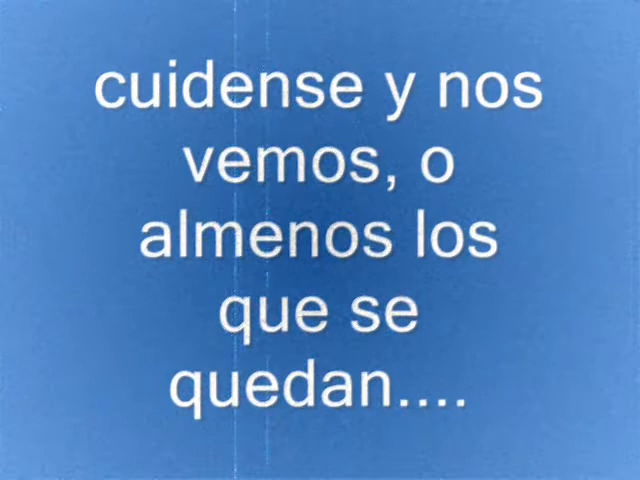 cuidense y nos
vemos, o
almenos los
que se
quedan....